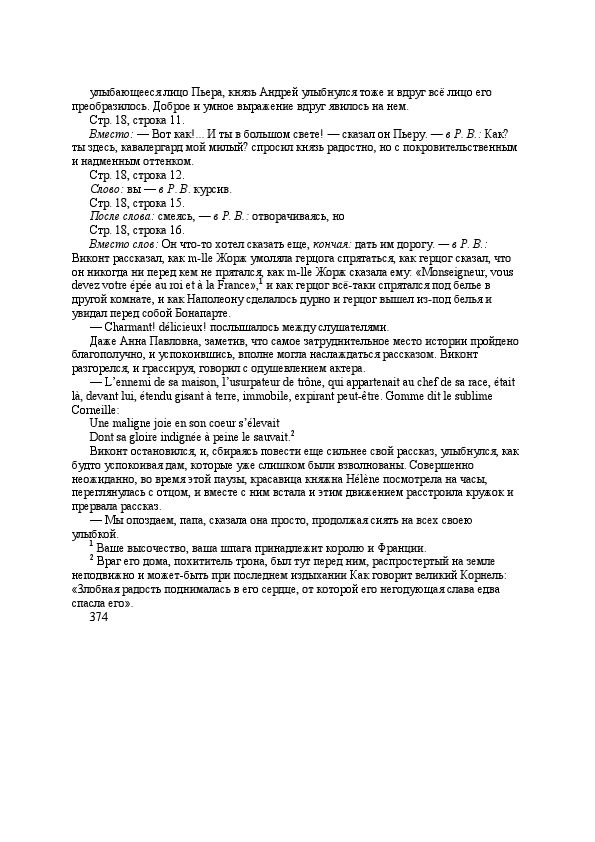 улыбающееся лицо Пьера, князь Андрей улыбнулся тоже и вдруг всё лицо его
преобразилось. Доброе и умное выражение вдруг явилось на нем.
Стр. 18, строка 11.
Вместо: — Вот как!... И ты в большом свете! — сказал он Пьеру. — в Р. В.: Как?
ты здесь, кавалергард мой милый? спросил князь радостно, но с покровительственным
и надменным оттенком.
Стр. 18, строка 12.
Слово: вы — в Р. В. курсив.
Стр. 18, строка 15.
После слова: смеясь, — в Р. В.: отворачиваясь, но
Стр. 18, строка 16.
Вместо слов: Он что-то хотел сказать еще, кончая: дать им дорогу. — в Р. В.:
Виконт рассказал, как m-lle Жорж умоляла герцога спрятаться, как герцог сказал, что
он никогда ни перед кем не прятался, как m-lle Жорж сказала ему: «Monseigneur, vous
devez votre épée au roi et à la France»,1 и как герцог всё-таки спрятался под белье в
другой комнате, и как Наполеону сделалось дурно и герцог вышел из-под белья и
увидал перед собой Бонапарте.
— Charmant! délicieux! послышалось между слушателями.
Даже Анна Павловна, заметив, что самое затруднительное место истории пройдено
благополучно, и успокоившись, вполне могла наслаждаться рассказом. Виконт
разгорелся, и грассируя, говорил с одушевлением актера.
— L'ennemi de sa maison, l'usurpateur de trône, qui appartenait au chef de sa race, était
là, devant lui, étendu gisant à terre, immobile, expirant peut-être. Gomme dit le sublime
Corneille:
Une maligne joie en son coeur s'élevait
Dont sa gloire indignée à peine le sauvait.2
Виконт остановился, и, сбираясь повести еще сильнее свой рассказ, улыбнулся, как
будто успокоивая дам, которые уже слишком были взволнованы. Совершенно
неожиданно, во время этой паузы, красавица княжна Hélène посмотрела на часы,
переглянулась с отцом, и вместе с ним встала и этим движением расстроила кружок и
прервала рассказ.
— Мы опоздаем, папа, сказала она просто, продолжая сиять на всех своею
улыбкой.
1 Ваше высочество, ваша шпага принадлежит королю и Франции.
2 Враг его дома, похититель трона, был тут перед ним, распростертый на земле
неподвижно и может-быть при последнем издыхании Как говорит великий Корнель:
«Злобная радость поднималась в его сердце, от которой его негодующая слава едва
спасла его».
374